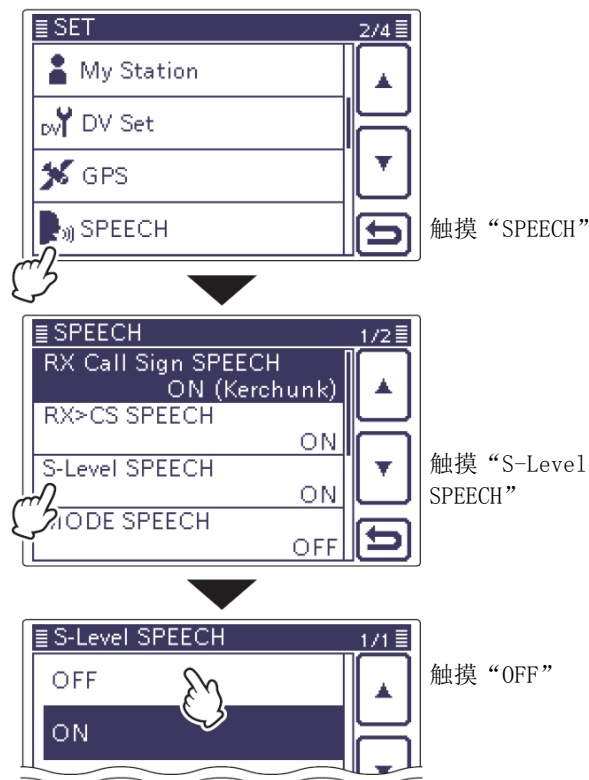 SET 2/4
My Station
DV DV Set
GPS
SPEECH
触摸“SPEECH”
SPEECH 1/2
RX Call Sign SPEECH
ON (Kerchunk)
RX>CS SPEECH
ON
S-Level SPEECH
ON
MODE SPEECH
OFF
触摸“S-Level
SPEECH”
S-Level SPEECH 1/1
OFF
ON
触摸“OFF”